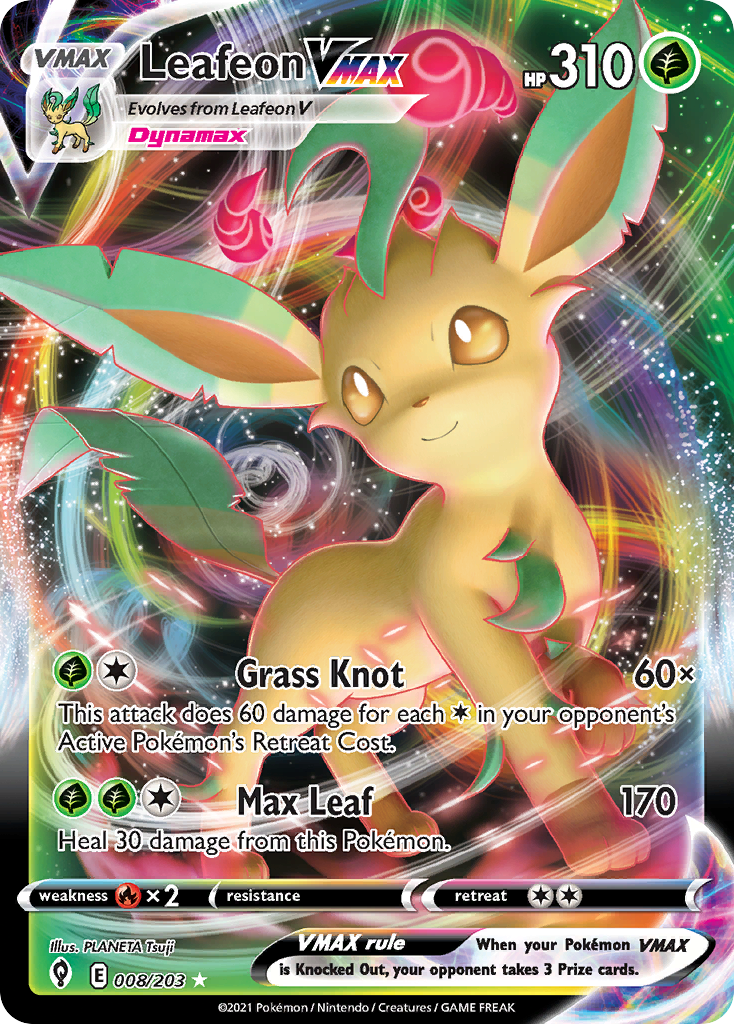 VMAX
Leafeon VMAX
HP 310
Evolves from Leafeon V
Dynamax
Grass Knot 60×
This attack does 60 damage for each in your opponent's
Active Pokémon's Retreat Cost.
Max Leaf 170
Heal 30 damage from this Pokémon.
weakness ×2 resistance retreat
Illus. PLANETA Tsuji
VMAX rule When your Pokémon VMAX
is Knocked Out, your opponent takes 3 Prize cards.
E 008/203 ★
©2021 Pokémon / Nintendo / Creatures / GAME FREAK